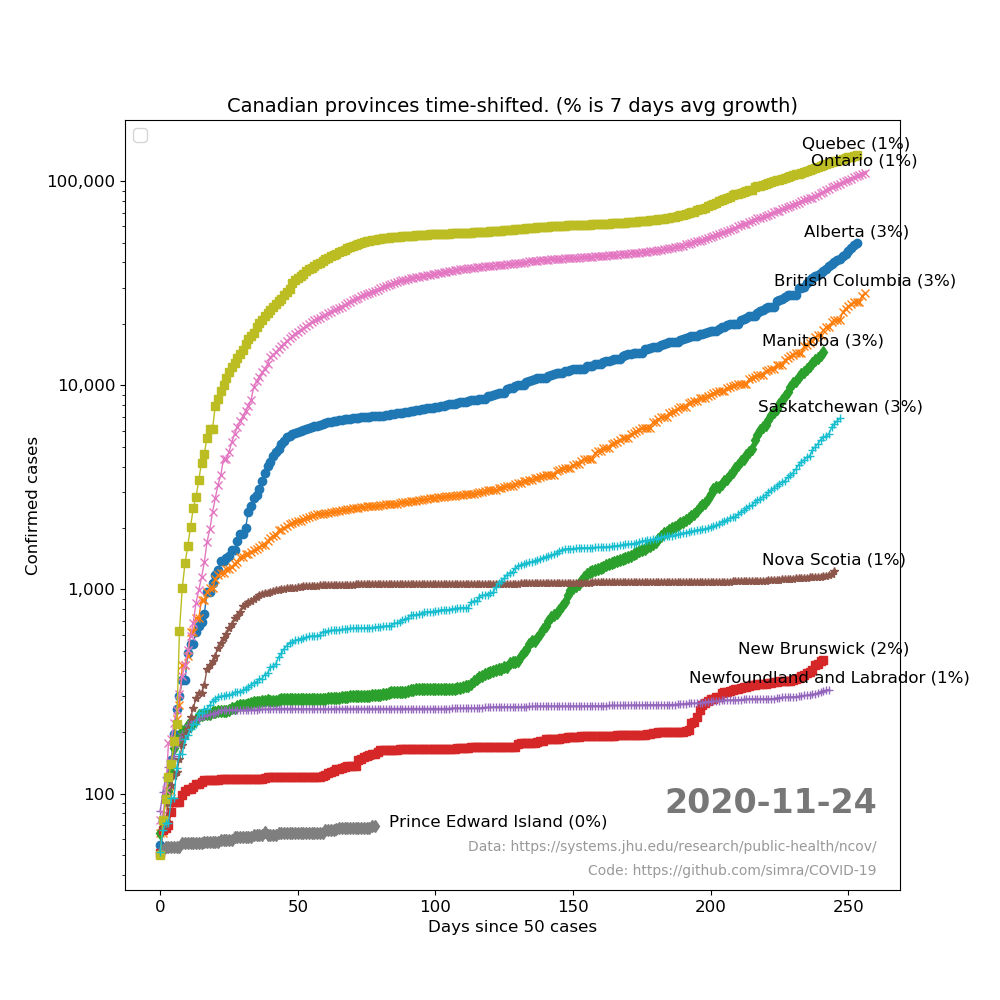 Canadian provinces time-shifted. (% is 7 days avg growth)
Quebec (1%)
Ontario (1%)
Alberta (3%)
British Columbia (3%)
Manitoba (3%)
Saskatchewan (3%)
Nova Scotia (1%)
New Brunswick (2%)
Newfoundland and Labrador (1%)
Prince Edward Island (0%)
2020-11-24
Data: https://systems.jhu.edu/research/public-health/ncov/
Code: https://github.com/simra/COVID-19
Confirmed cases
100,000
10,000
1,000
100
0 50 100 150 200 250
Days since 50 cases